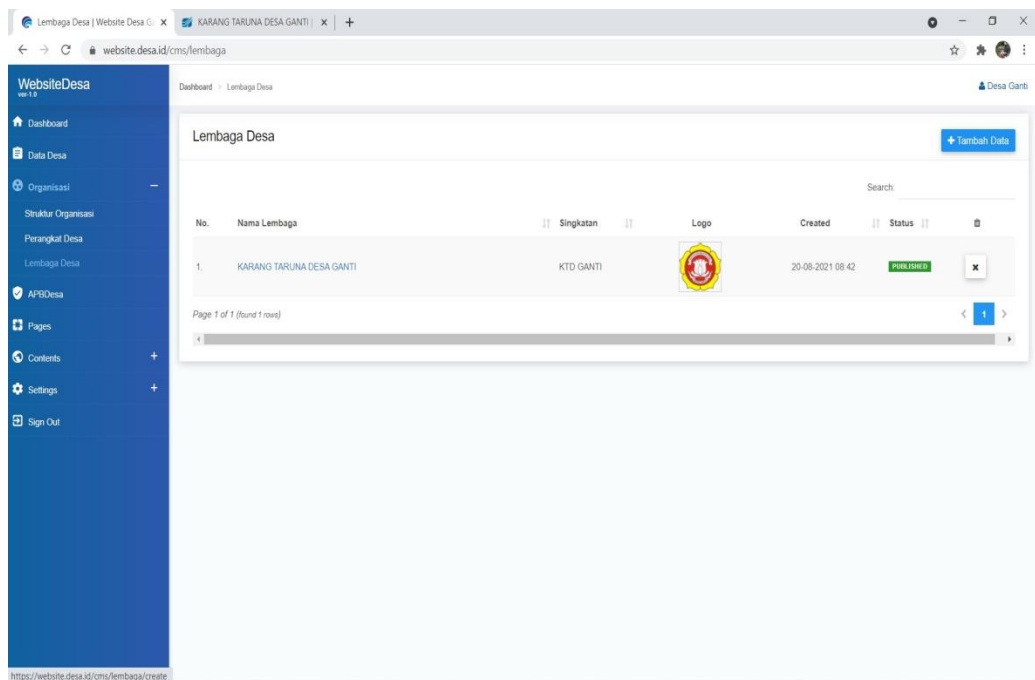 Lembaga Desa | Website Desa G
KARANG TARUNA DESA GANTI |
website.desa.id/cms/lembaga
WebsiteDesa
ver-1.0
Dashboard > Lembaga Desa
Desa Ganti
Dashboard
Data Desa
Organisasi
Struktur Organisasi
Perangkat Desa
Lembaga Desa
APBDesa
Pages
Contents
Settings
Sign Out
Lembaga Desa
+ Tambah Data
Search:
No. Nama Lembaga Singkatan Logo Created Status
1. KARANG TARUNA DESA GANTI KTD GANTI 20-08-2021 08:42 PUBLISHED
Page 1 of 1 (found 1 rows)
< 1 >
https://website.desa.id/cms/lembaga/create